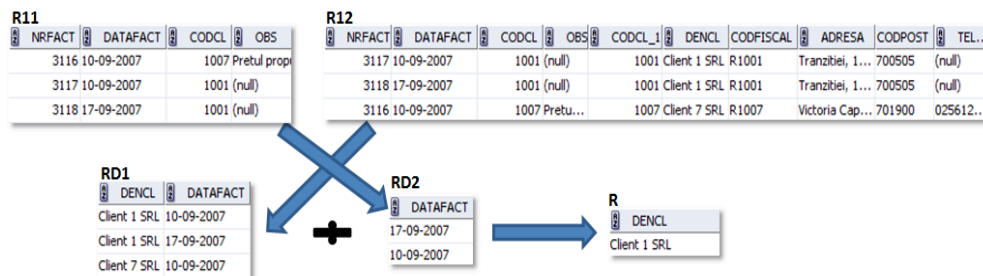 R11
NRFACT DATAFACT CODCL OBS
3116 10-09-2007 1007 Pretul
3117 10-09-2007 1001 (null)
3118 17-09-2007 1001 (null)
R12
NRFACT DATAFACT CODCL OBS CODCL_1 DENCL CODFISCAL ADRESA CODPOST TEL...
3117 10-09-2007 1001 (null) 1001 Client 1 SRL R1001 Tranzitiei, 1... 700505 (null)
3118 17-09-2007 1001 (null) 1001 Client 1 SRL R1001 Tranzitiei, 1... 700505 (null)
3116 10-09-2007 1007 Pretu... 1007 Client 7 SRL R1007 Victoria Cap... 701900 025612...
RD1
DENCL DATAFACT
Client 1 SRL 10-09-2007
Client 1 SRL 17-09-2007
Client 7 SRL 10-09-2007
RD2
DATAFACT
17-09-2007
10-09-2007
R
DENCL
Client 1 SRL